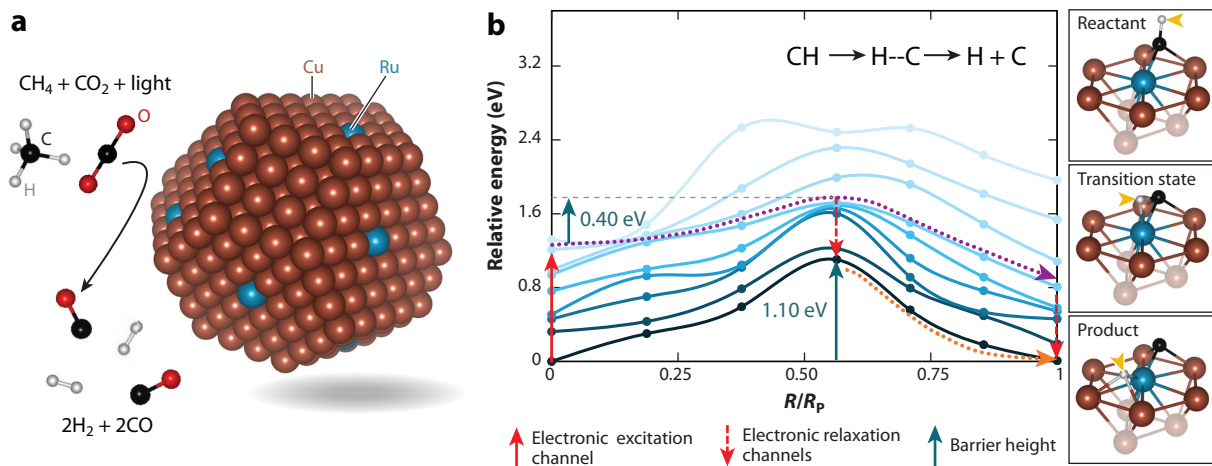 a
CH₄ + CO₂ + light
Cu
Ru
O
C
H
2H₂ + 2CO
b
Relative energy (eV)
3.2
2.4
1.6
0.8
0
CH → H--C → H + C
0.40 eV
1.10 eV
0
0.25
0.50
0.75
1
R/Rₚ
Electronic excitation
channel
Electronic relaxation
channels
Barrier height
Reactant
Transition state
Product